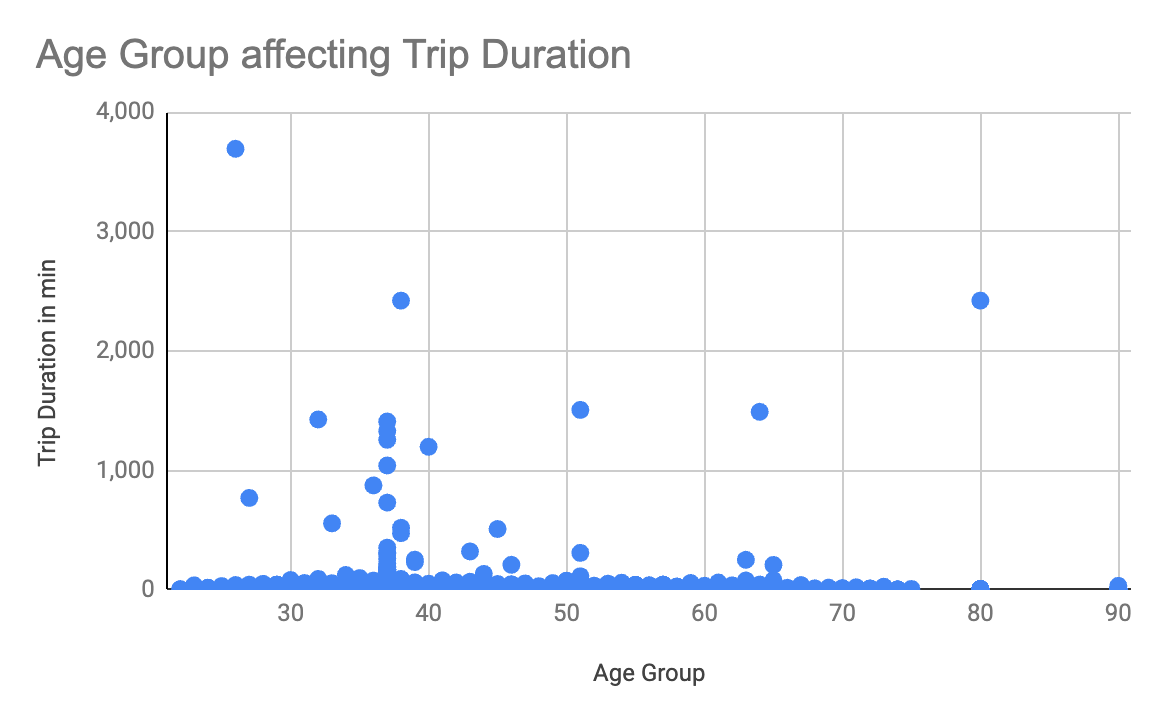 Age Group affecting Trip Duration
4,000
3,000
2,000
1,000
0
Trip Duration in min
30 40 50 60 70 80 90
Age Group